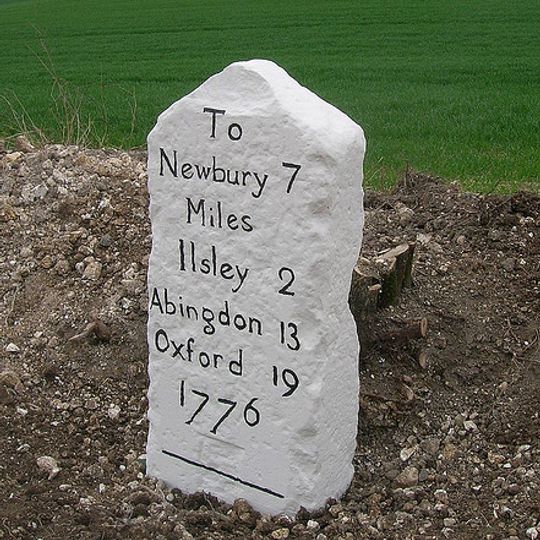 To
Newbury 7
Miles
Ilsley 2
Abingdon 13
Oxford 19
1776